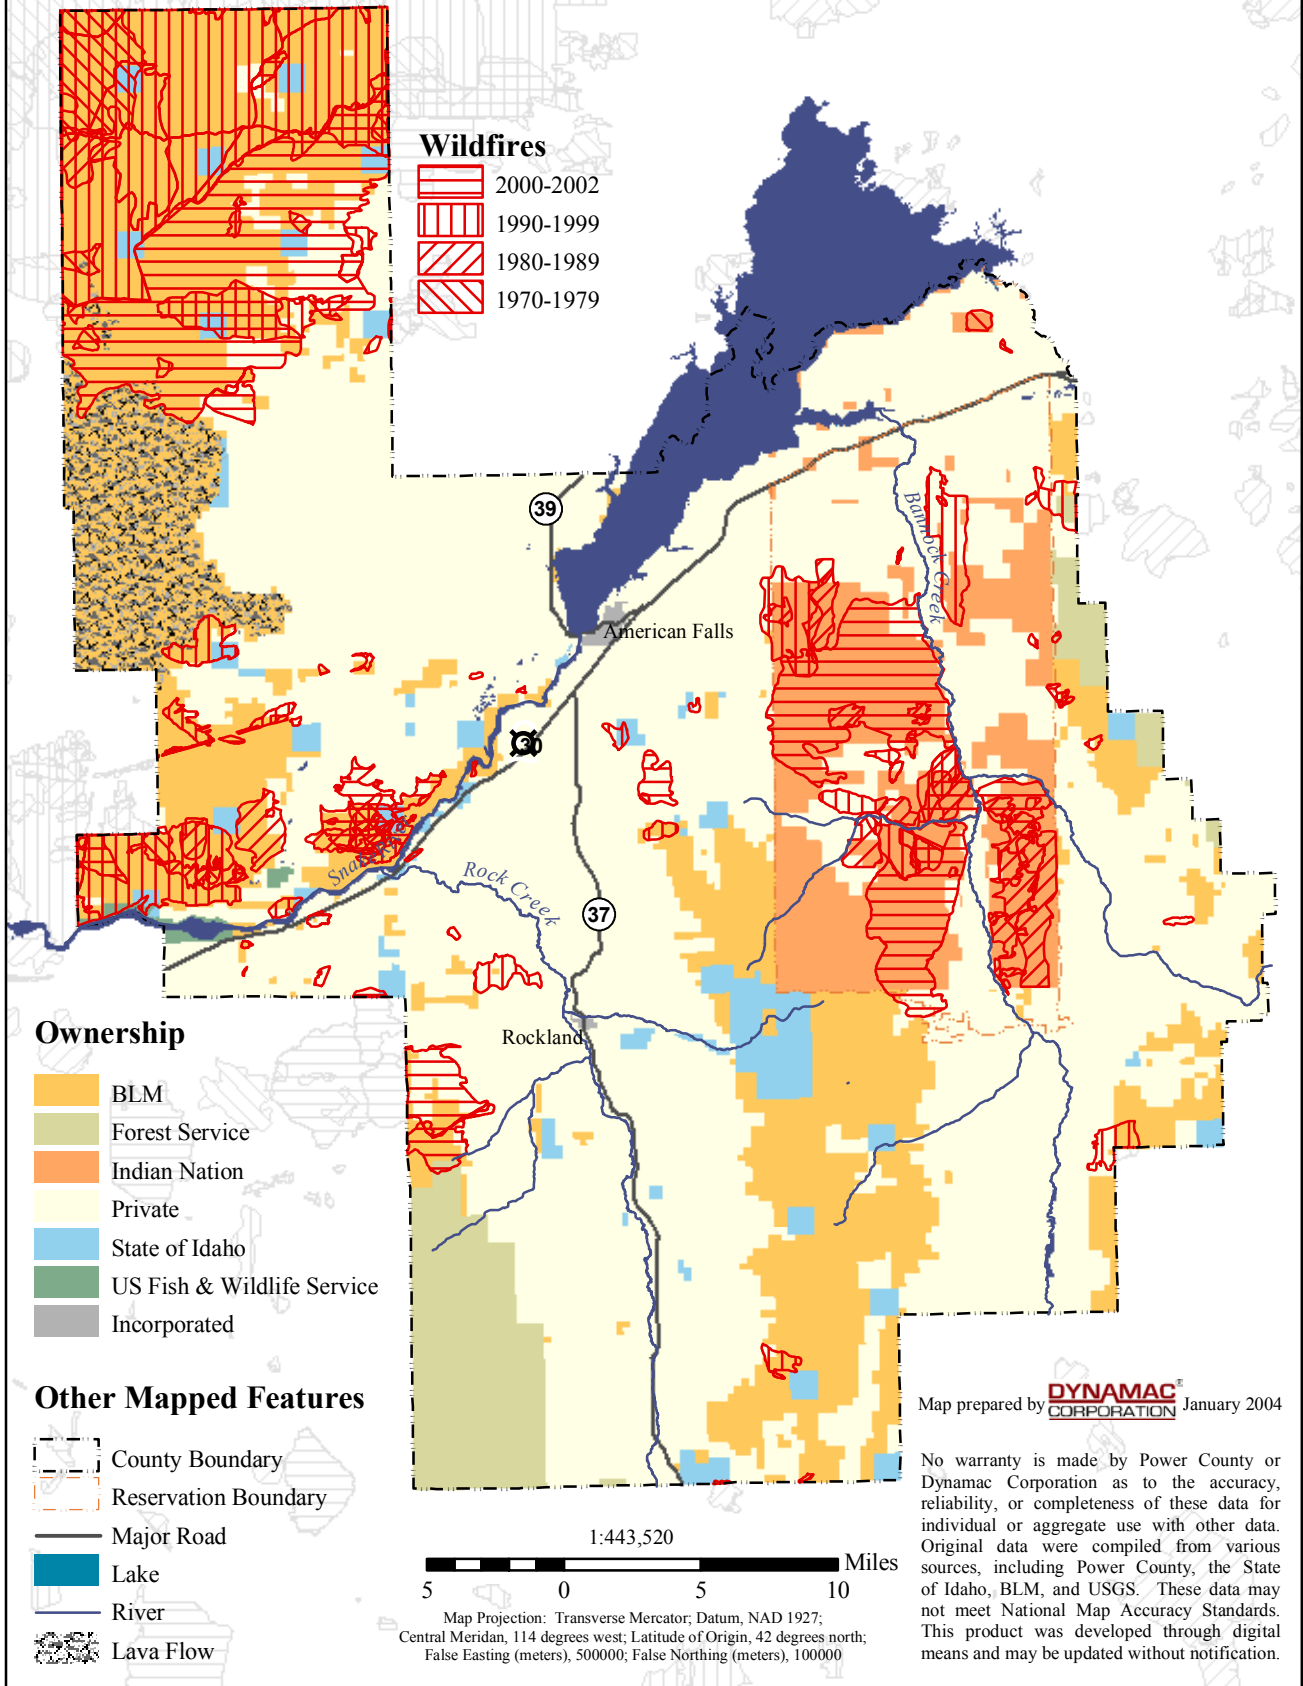 Wildfires
2000-2002
1990-1999
1980-1989
1970-1979
39
Bannock Creek
American Falls
30
Snake River
Rock Creek
37
Rockland
Ownership
BLM
Forest Service
Indian Nation
Private
State of Idaho
US Fish & Wildlife Service
Incorporated
Other Mapped Features
County Boundary
Reservation Boundary
Major Road
Lake
River
Lava Flow
1:443,520
Miles
5 0 5 10
Map Projection: Transverse Mercator; Datum, NAD 1927;
Central Meridian, 114 degrees west; Latitude of Origin, 42 degrees north;
False Easting (meters), 500000; False Northing (meters), 100000
Map prepared by DYNAMAC CORPORATION® January 2004
No warranty is made by Power County or
Dynamac Corporation as to the accuracy,
reliability, or completeness of these data for
individual or aggregate use with other data.
Original data were compiled from various
sources, including Power County, the State
of Idaho, BLM, and USGS. These data may
not meet National Map Accuracy Standards.
This product was developed through digital
means and may be updated without notification.